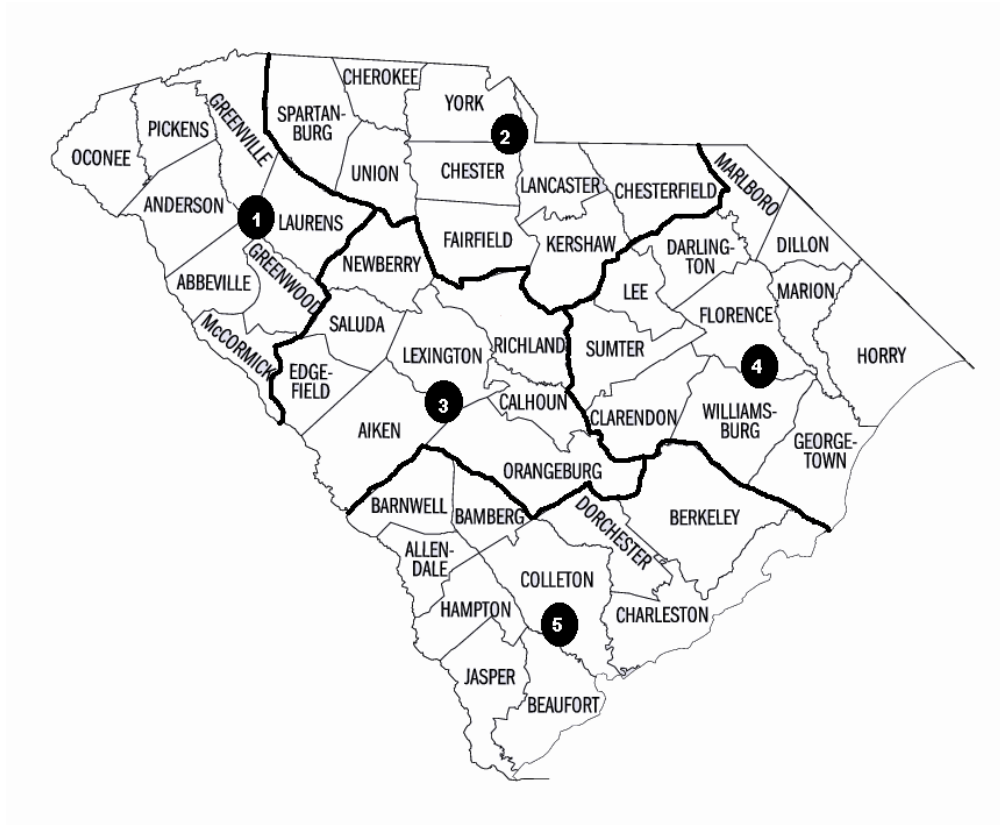 CHEROKEE
YORK
SPARTAN-
BURG
GREENVILLE
PICKENS
OCONEE
2
UNION
CHESTER
LANCASTER
CHESTERFIELD
MARLBORO
ANDERSON
1
LAURENS
FAIRFIELD
KERSHAW
DARLING-
TON
DILLON
NEWBERRY
ABBEVILLE
GREENWOOD
LEE
MARION
FLORENCE
McCORMICK
SALUDA
LEXINGTON
RICHLAND
SUMTER
HORRY
EDGE-
FIELD
4
3
CALHOUN
CLARENDON
WILLIAMS-
BURG
AIKEN
GEORGE-
TOWN
ORANGEBURG
BARNWELL
BAMBERG
DORCHESTER
BERKELEY
ALLEN-
DALE
COLLETON
HAMPTON
CHARLESTON
5
JASPER
BEAUFORT